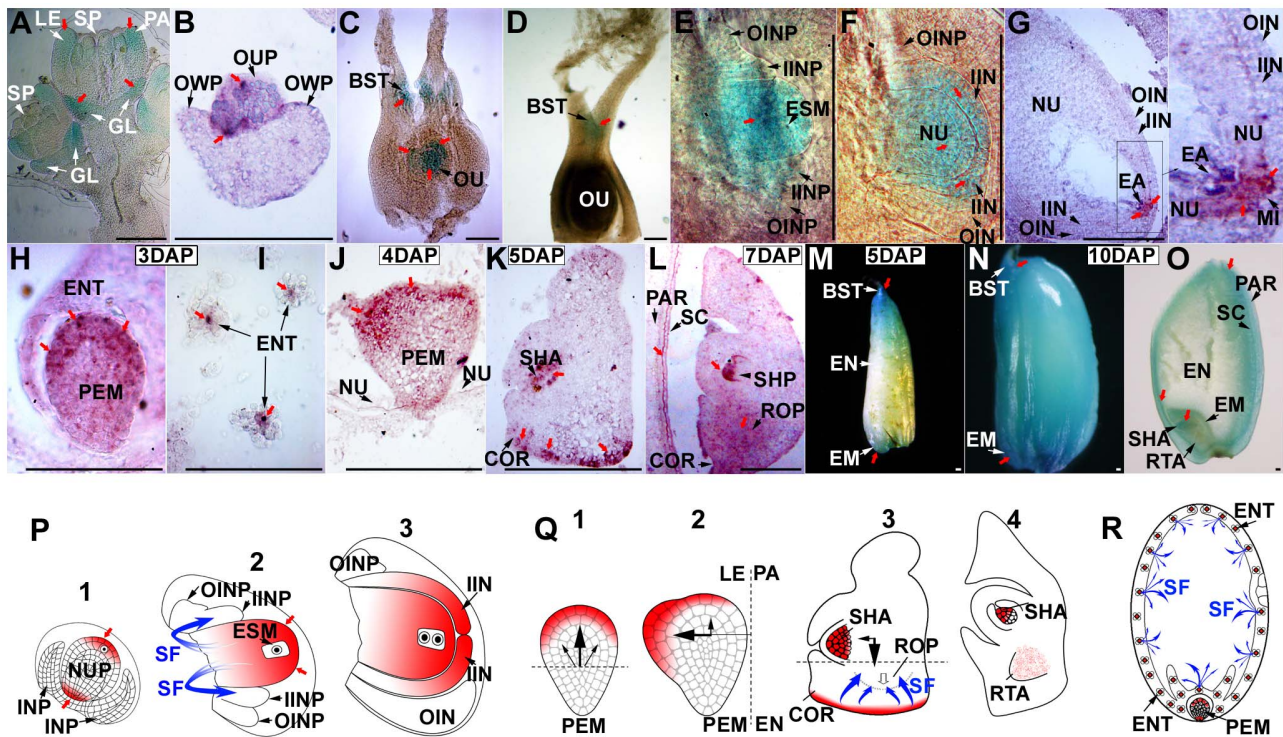 A LE SP PA
SP
GL
GL
B OUP
OWP OWP
C
BST
OU
D
BST
OU
E OINP
IINP
ESM
IINP
OINP
F OINP
IIN
NU
IIN
OIN
G
NU
OIN
IIN
EA
IIN
OIN
OIN
IIN
NU
EA
NU
MI
H 3DAP
ENT
PEM
I
ENT
J 4DAP
PEM
NU NU
K 5DAP
SHA
COR
L 7DAP
PAR
SC
SHP
ROP
COR
M 5DAP
BST
EN
EM
N 10DAP
BST
EM
O
PAR
SC
EN
EM
SHA
RTA
P
1
NUP
INP
INP
2
OINP
IINP
ESM
SF
SF
IINP
OINP
3
OINP
IIN
IIN
OIN
Q
1
PEM
2
LE PA
PEM EN
3
SHA
ROP
SF
COR
4
SHA
RTA
R
ENT
SF
SF
ENT
PEM